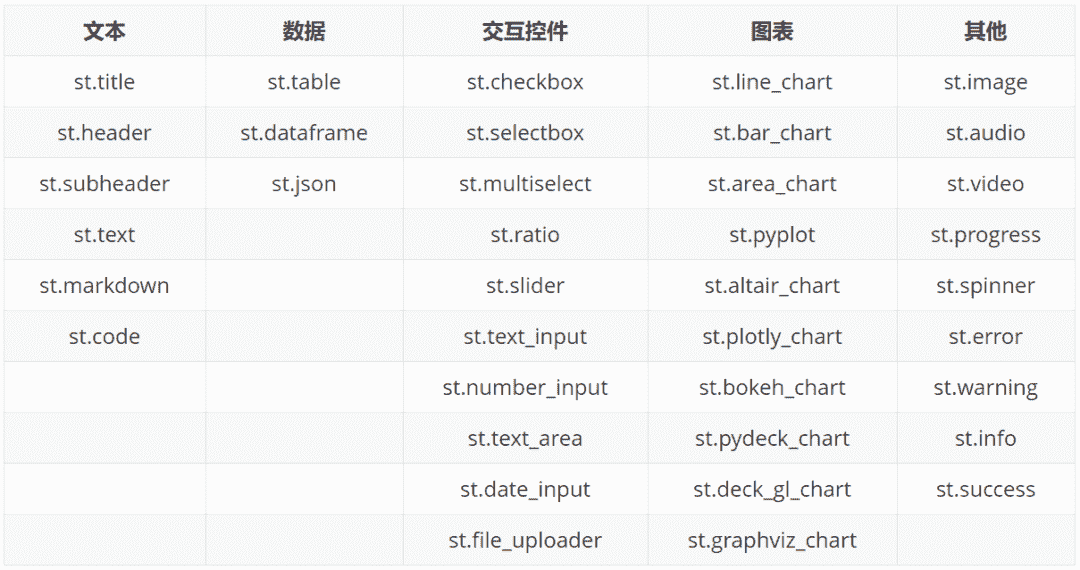 文本 数据 交互控件 图表 其他
st.title st.table st.checkbox st.line_chart st.image
st.header st.dataframe st.selectbox st.bar_chart st.audio
st.subheader st.json st.multiselect st.area_chart st.video
st.text st.ratio st.pyplot st.progress
st.markdown st.slider st.altair_chart st.spinner
st.code st.text_input st.plotly_chart st.error
st.number_input st.bokeh_chart st.warning
st.text_area st.pydeck_chart st.info
st.date_input st.deck_gl_chart st.success
st.file_uploader st.graphviz_chart